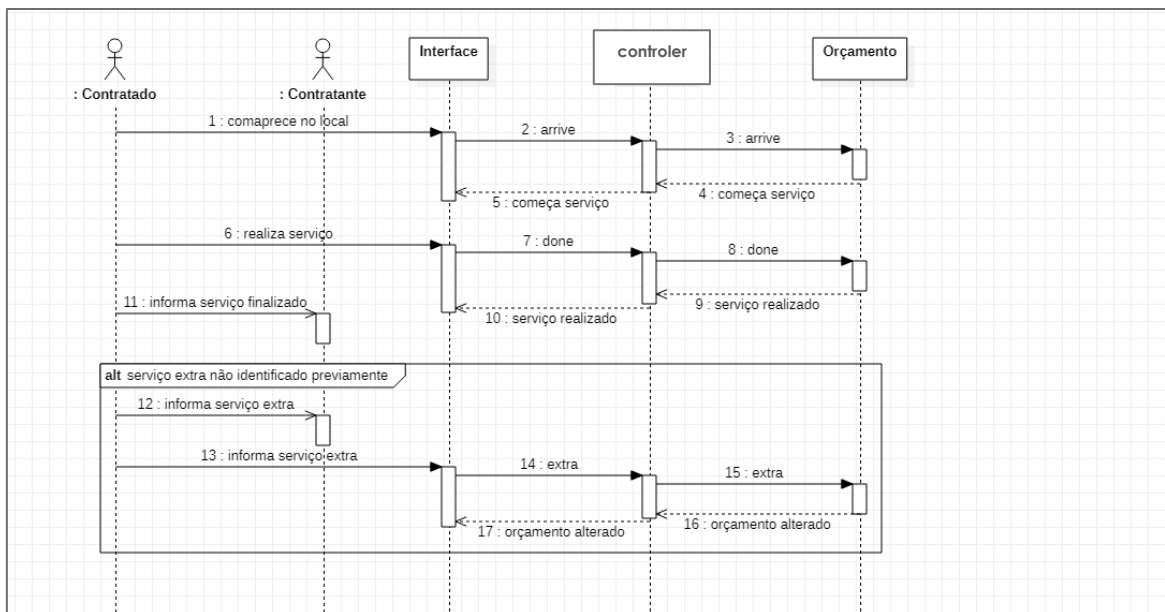 Interface
controler
Orçamento
: Contratado
: Contratante
1 : comaprece no local
2 : arrive
3 : arrive
4 : começa serviço
5 : começa serviço
6 : realiza serviço
7 : done
8 : done
9 : serviço realizado
10 : serviço realizado
11 : informa serviço finalizado
alt serviço extra não identificado previamente
12 : informa serviço extra
13 : informa serviço extra
14 : extra
15 : extra
16 : orçamento alterado
17 : orçamento alterado